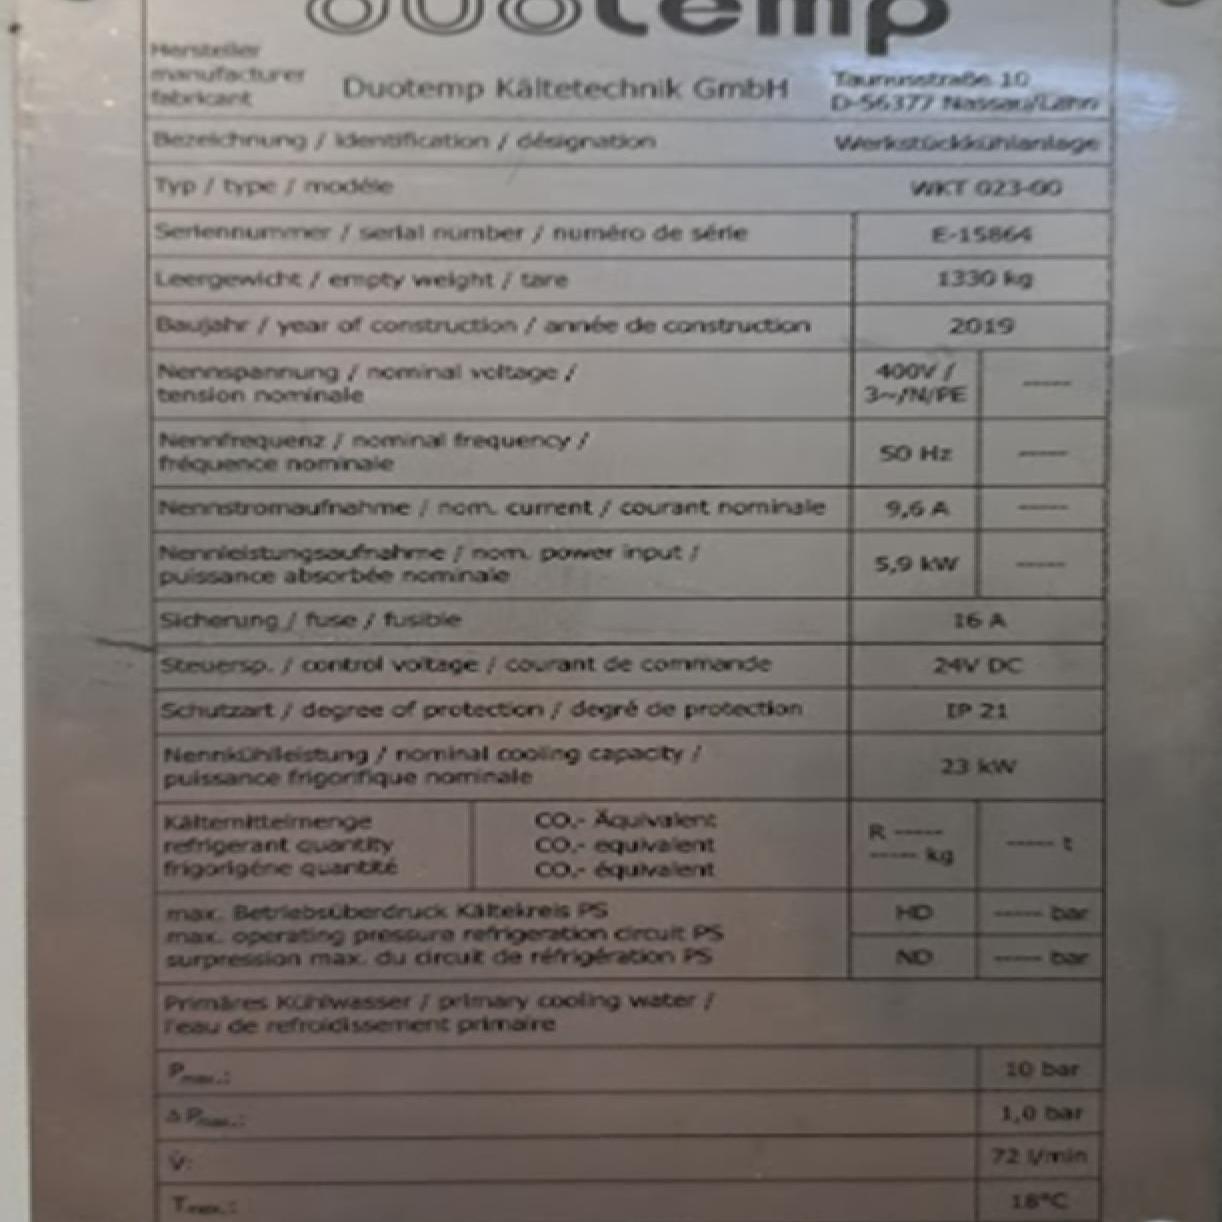 duotemp
Hersteller
manufacturer
fabricant
Duotemp Kältetechnik GmbH
Taunusstraße 10
D-56377 Nassau/Lahn
Bezeichnung / identification / désignation Werkstückkühlanlage
Typ / type / modéle WKT 023-00
Seriennummer / serial number / numéro de série E-15864
Leergewicht / empty weight / tare 1330 kg
Baujahr / year of construction / année de construction 2019
Nennspannung / nominal voltage / 400V / -----
tension nominale 3~/N/PE
Nennfrequenz / nominal frequency /
fréquence nominale 50 Hz -----
Nennstromaufnahme / nom. current / courant nominale 9,6 A -----
Nennleistungsaufnahme / nom. power input /
puissance absorbée nominale 5,9 kW -----
Sicherung / fuse / fusible 16 A
Steuersp. / control voltage / courant de commande 24V DC
Schutzart / degree of protection / degré de protection IP 21
Nennkühlleistung / nominal cooling capacity /
puissance frigorifique nominale 23 kW
Kältemittelmenge CO₂- Äquivalent R -----
refrigerant quantity CO₂- equivalent ----- t
frigorigéne quantité CO₂- équivalent ----- kg
max. Betriebsüberdruck Kältekreis PS HD ----- bar
max. operating pressure refrigeration circuit PS
surpression max. du circuit de réfrigération PS ND ----- bar
Primäres Kühlwasser / primary cooling water /
l'eau de refroidissement primaire
Pmax.: 10 bar
Δ Pmax.: 1,0 bar
V̇: 72 l/min
Tmax.: 18°C